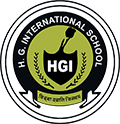 H. G. INTERNATIONAL SCHOOL
HGI